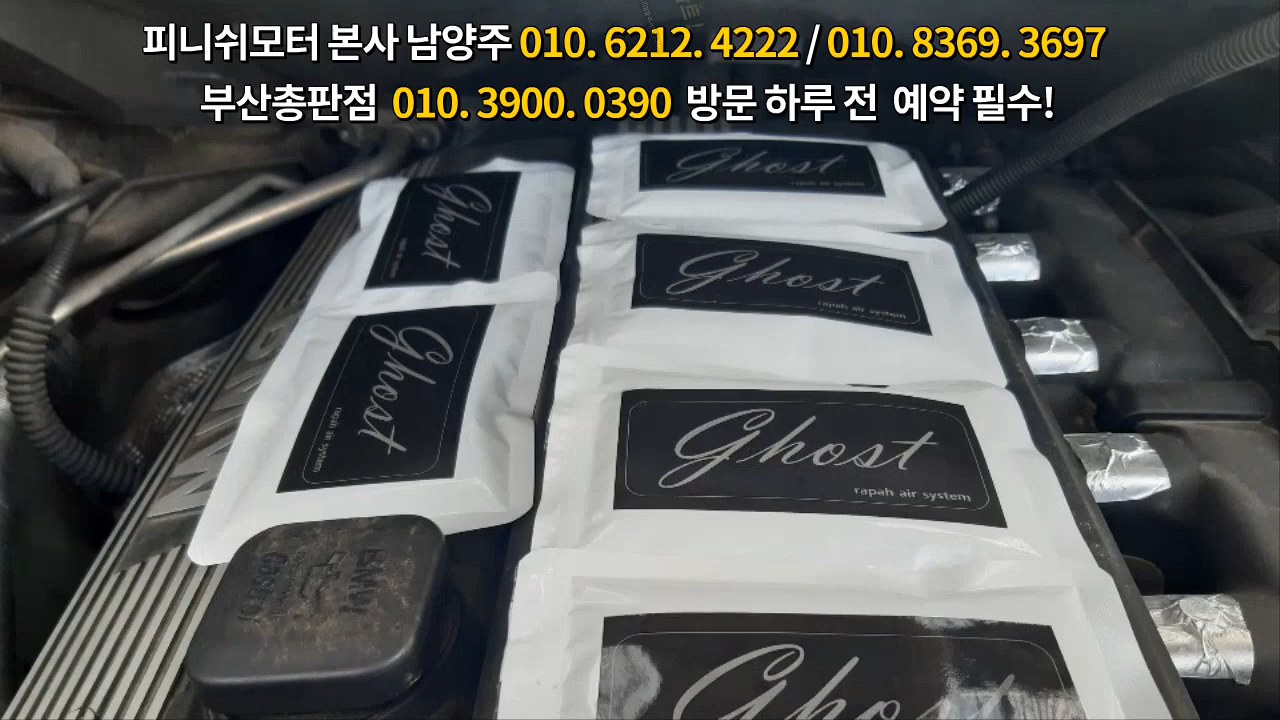 피니쉬모터 본사 남양주 010. 6212. 4222 / 010. 8369. 3697
부산총판점 010. 3900. 0390 방문 하루 전 예약 필수!
Ghost
rapah air system
Ghost
rapah air system
Ghost
rapah air system
Ghost
rapah air system
Ghost
rapah air system
Ghost
BMW
BMW